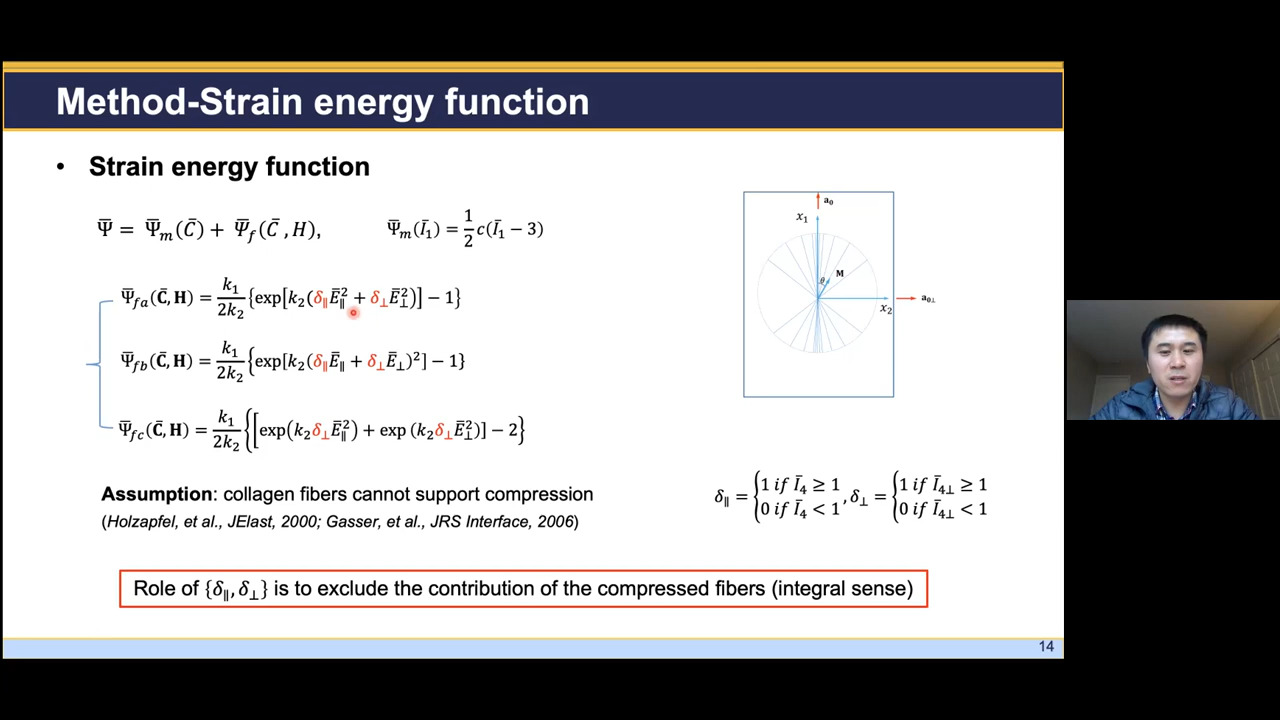 Method-Strain energy function
• Strain energy function
Ψ̅ = Ψ̅ₘ(C̄) + Ψ̅_f(C̄ , H), Ψ̅ₘ(Ī₁) = 1/2 c(Ī₁ − 3)
Ψ̅_fa(C̄, H) = k₁/2k₂ {exp[k₂(δ∥Ē∥² + δ⊥Ē⊥²)] − 1}
Ψ̅_fb(C̄, H) = k₁/2k₂ {exp[k₂(δ∥Ē∥ + δ⊥Ē⊥)²] − 1}
Ψ̅_fc(C̄, H) = k₁/2k₂ {[exp(k₂δ⊥Ē∥²) + exp (k₂δ⊥Ē⊥²)] − 2}
a₀
x₁
M
θ
x₂
a₀⊥
Assumption: collagen fibers cannot support compression
(Holzapfel, et al., JElast, 2000; Gasser, et al., JRS Interface, 2006)
δ∥ = {1 if Ī₄ ≥ 1 0 if Ī₄ < 1, δ⊥ = {1 if Ī₄⊥ ≥ 1 0 if Ī₄⊥ < 1
Role of {δ∥, δ⊥} is to exclude the contribution of the compressed fibers (integral sense)
14